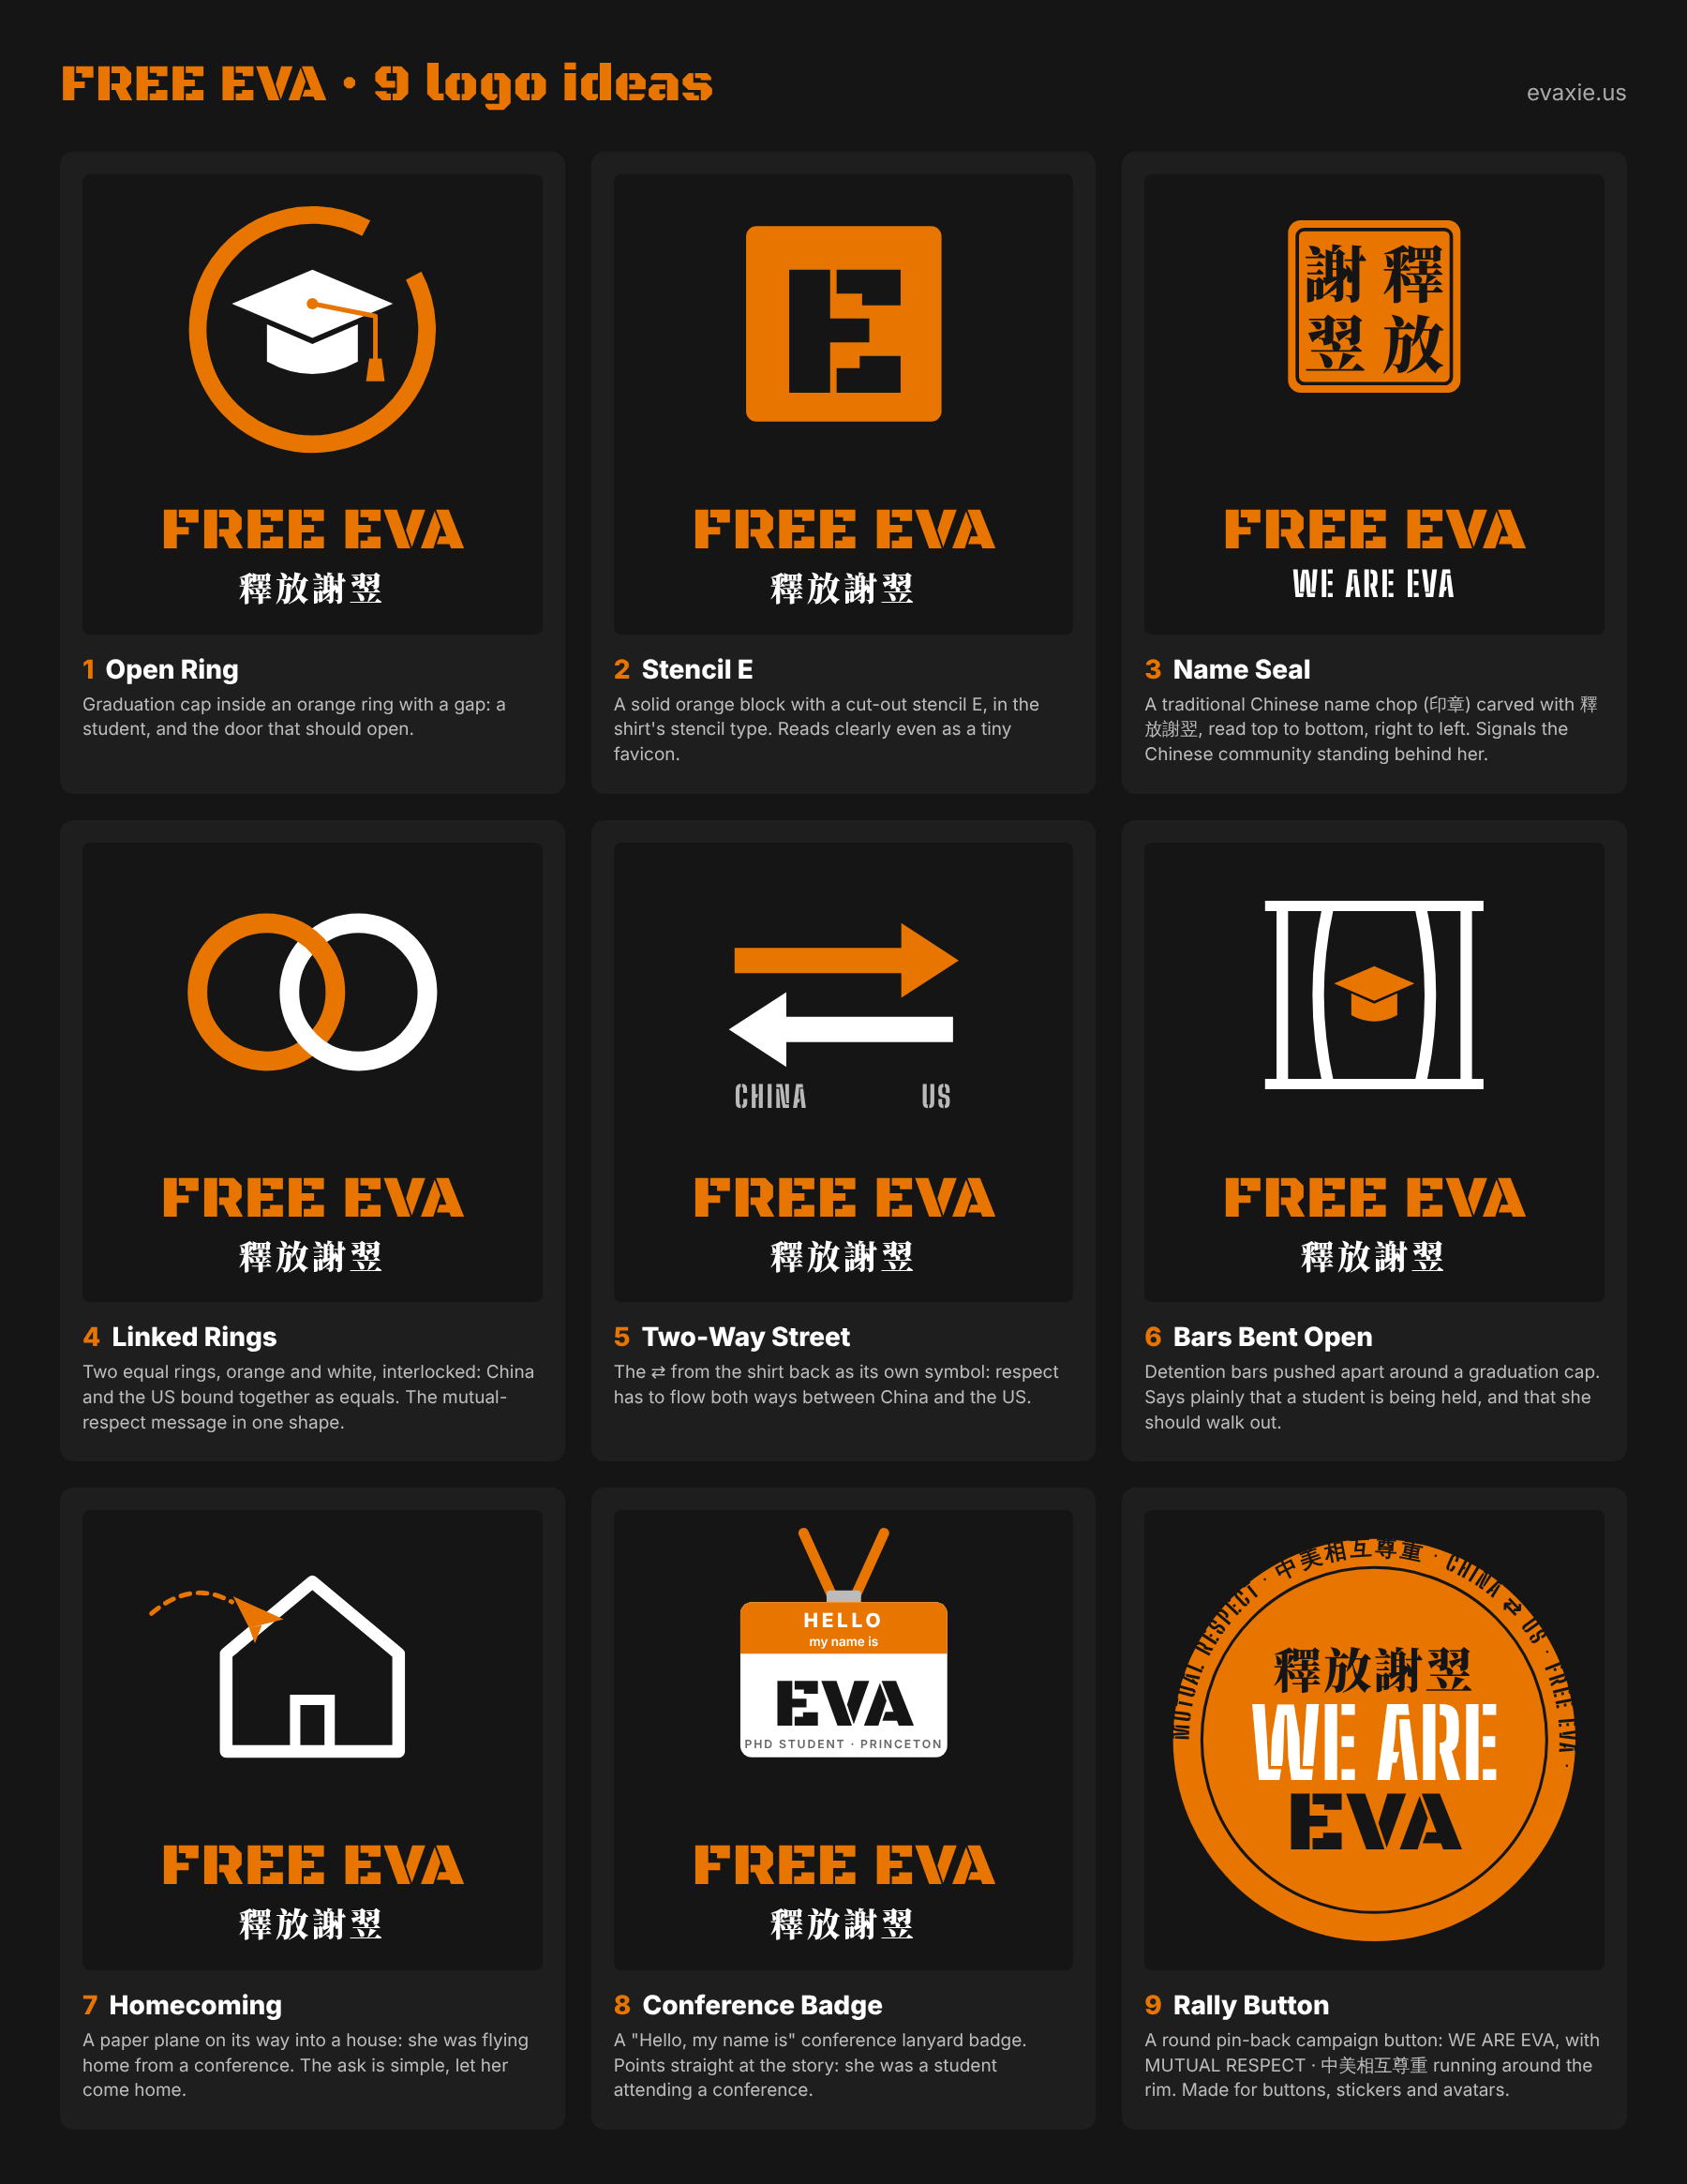 FREE EVA · 9 logo ideas
evaxie.us
FREE EVA
釋放謝翌
1 Open Ring
Graduation cap inside an orange ring with a gap: a
student, and the door that should open.
E
FREE EVA
釋放謝翌
2 Stencil E
A solid orange block with a cut-out stencil E, in the
shirt's stencil type. Reads clearly even as a tiny
favicon.
釋放
謝翌
FREE EVA
WE ARE EVA
3 Name Seal
A traditional Chinese name chop (印章) carved with 釋
放謝翌, read top to bottom, right to left. Signals the
Chinese community standing behind her.
FREE EVA
釋放謝翌
4 Linked Rings
Two equal rings, orange and white, interlocked: China
and the US bound together as equals. The mutual-
respect message in one shape.
CHINA US
FREE EVA
釋放謝翌
5 Two-Way Street
The ⇄ from the shirt back as its own symbol: respect
has to flow both ways between China and the US.
FREE EVA
釋放謝翌
6 Bars Bent Open
Detention bars pushed apart around a graduation cap.
Says plainly that a student is being held, and that she
should walk out.
FREE EVA
釋放謝翌
7 Homecoming
A paper plane on its way into a house: she was flying
home from a conference. The ask is simple, let her
come home.
HELLO
my name is
EVA
PHD STUDENT · PRINCETON
FREE EVA
釋放謝翌
8 Conference Badge
A "Hello, my name is" conference lanyard badge.
Points straight at the story: she was a student
attending a conference.
MUTUAL RESPECT · 中美相互尊重 · CHINA ⇄ US · FREE EVA ·
釋放謝翌
WE ARE
EVA
9 Rally Button
A round pin-back campaign button: WE ARE EVA, with
MUTUAL RESPECT · 中美相互尊重 running around the
rim. Made for buttons, stickers and avatars.